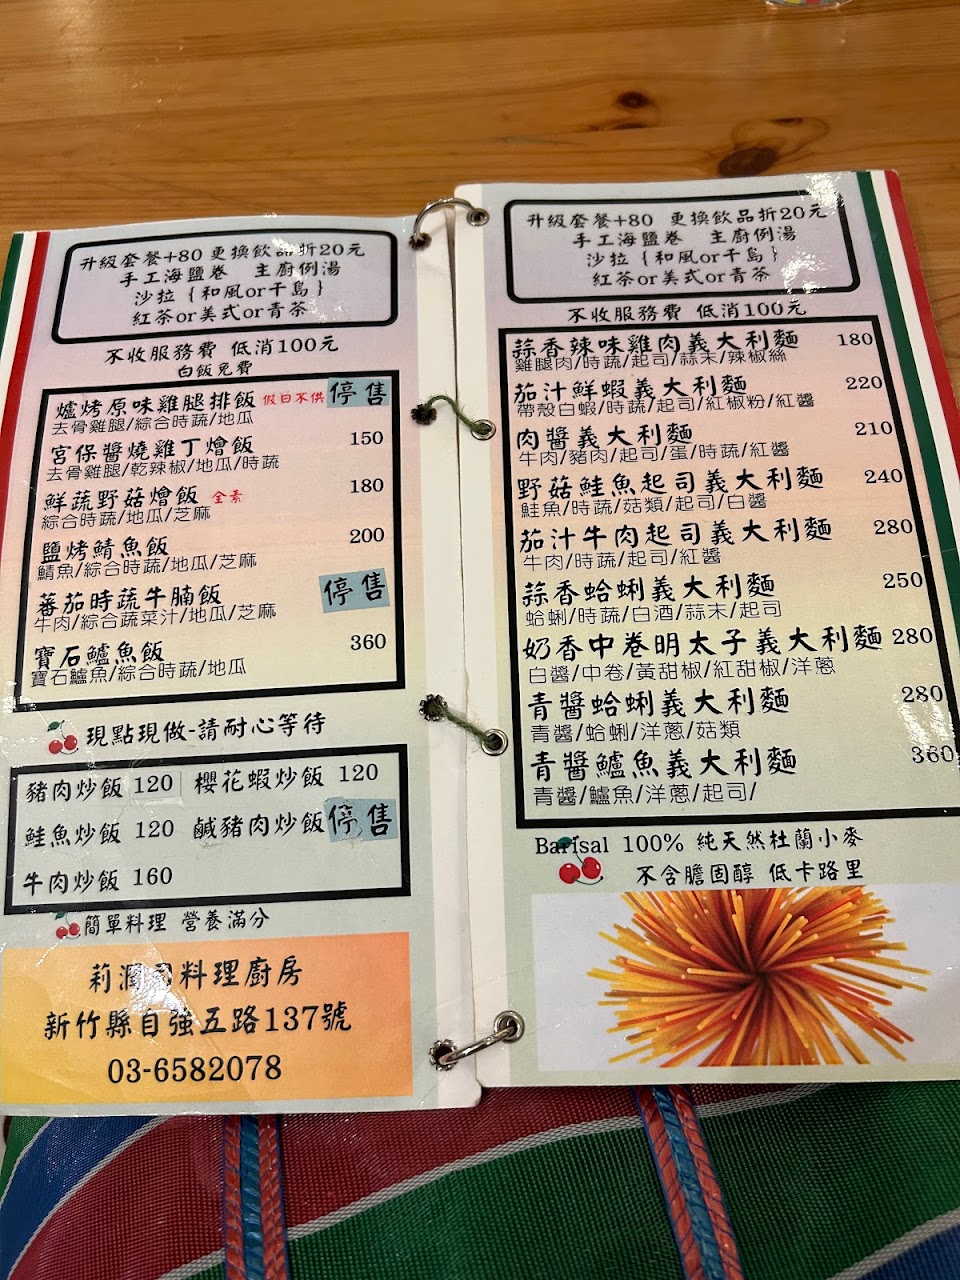 升級套餐+80 更換飲品折20元
手工海鹽卷 主廚例湯
沙拉{和風or千島}
紅茶or美式or青茶
不收服務費 低消100元
白飯免費
爐烤原味雞腿排飯 假日不供 停售
去骨雞腿/綜合時蔬/地瓜
宮保醬燒雞丁燴飯 150
去骨雞腿/乾辣椒/地瓜/時蔬
鮮蔬野菇燴飯 全素 180
綜合時蔬/地瓜/芝麻
鹽烤鯖魚飯 200
鯖魚/綜合時蔬/地瓜/芝麻
蕃茄時蔬牛腩飯 停售
牛肉/綜合蔬菜汁/地瓜/芝麻
寶石鱸魚飯 360
寶石鱸魚/綜合時蔬/地瓜
現點現做-請耐心等待
豬肉炒飯 120 櫻花蝦炒飯 120
鮭魚炒飯 120 鹹豬肉炒飯 停售
牛肉炒飯 160
簡單料理 營養滿分
莉潤 料理廚房
新竹縣自強五路137號
03-6582078
升級套餐+80 更換飲品折20元
手工海鹽卷 主廚例湯
沙拉{和風or千島}
紅茶or美式or青茶
不收服務費 低消100元
蒜香辣味雞肉義大利麵 180
雞腿肉/時蔬/起司/蒜末/辣椒絲
茄汁鮮蝦義大利麵 220
帶殼白蝦/時蔬/起司/紅椒粉/紅醬
肉醬義大利麵 210
牛肉/豬肉/起司/蛋/時蔬/紅醬
野菇鮭魚起司義大利麵 240
鮭魚/時蔬/菇類/起司/白醬
茄汁牛肉起司義大利麵 280
牛肉/時蔬/起司/紅醬
蒜香蛤蜊義大利麵 250
蛤蜊/時蔬/白酒/蒜末/起司
奶香中卷明太子義大利麵 280
白醬/中卷/黃甜椒/紅甜椒/洋蔥
青醬蛤蜊義大利麵 280
青醬/蛤蜊/洋蔥/菇類
青醬鱸魚義大利麵 360
青醬/鱸魚/洋蔥/起司/
Barısal 100% 純天然杜蘭小麥
不含膽固醇 低卡路里